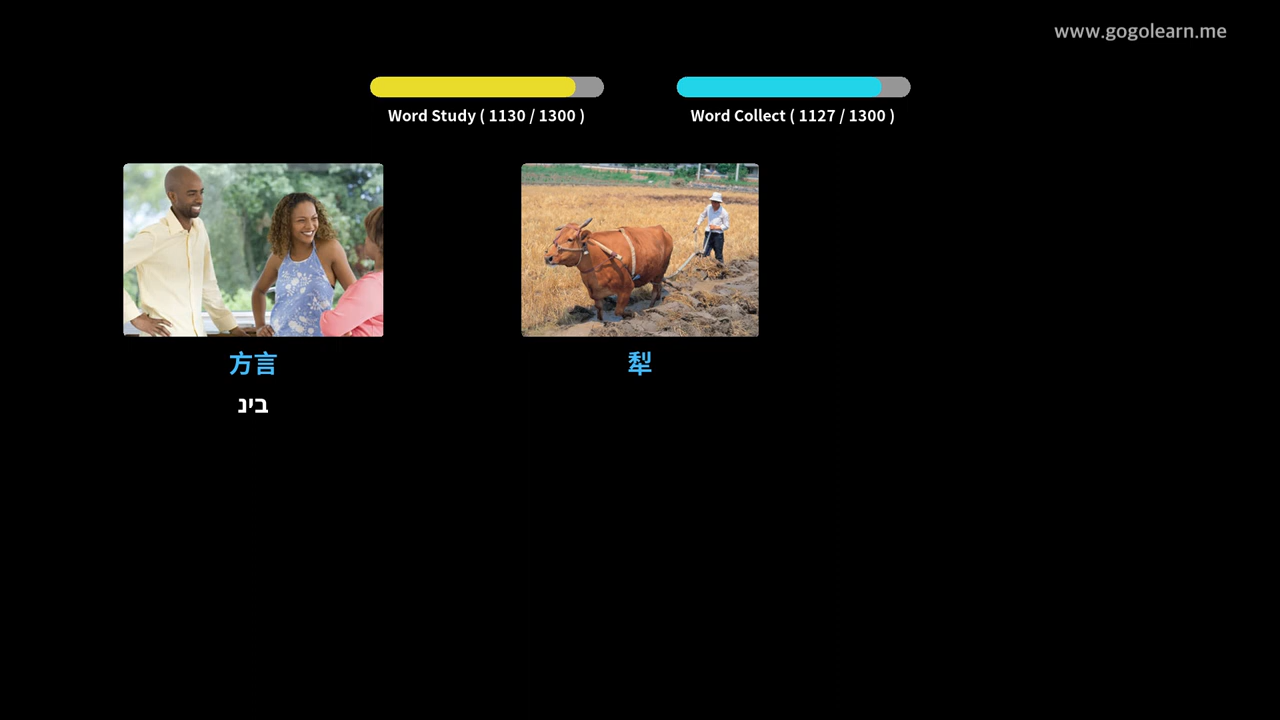 www.gogolearn.me
Word Study ( 1130 / 1300 )
Word Collect ( 1127 / 1300 )
方言
בינ
犁